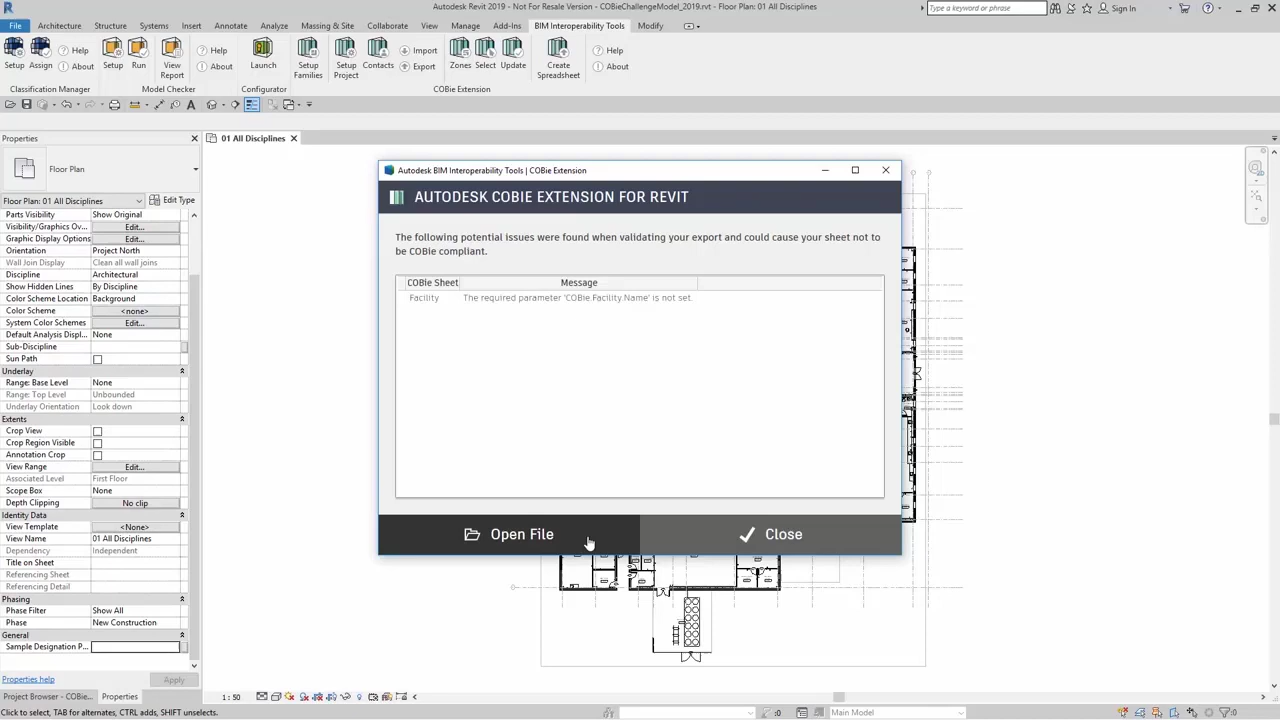 Autodesk Revit 2019 - Not For Resale Version - COBieChallengeModel_2019.rvt - Floor Plan: 01 All Disciplines
Type a keyword or phrase
Sign In
File Architecture Structure Systems Insert Annotate Analyze Massing & Site Collaborate View Manage Add-Ins BIM Interoperability Tools Modify
Help Help Import Help
Setup Assign About Setup Run View Report About Launch Setup Families Setup Project Contacts Export Zones Select Update Create Spreadsheet About
Classification Manager Model Checker Configurator COBie Extension
Properties
01 All Disciplines
Floor Plan
Floor Plan: 01 All Disciplines Edit Type
Parts Visibility Show Original
Visibility/Graphics Ov... Edit...
Graphic Display Options Edit...
Orientation Project North
Wall Join Display Clean all wall joins
Discipline Architectural
Show Hidden Lines By Discipline
Color Scheme Location Background
Color Scheme <none>
System Color Schemes Edit...
Default Analysis Displ... None
Sub-Discipline
Sun Path
Underlay
Range: Base Level None
Range: Top Level Unbounded
Underlay Orientation Look down
Extents
Crop View
Crop Region Visible
Annotation Crop
View Range Edit...
Associated Level First Floor
Scope Box None
Depth Clipping No clip
Identity Data
View Template <None>
View Name 01 All Disciplines
Dependency Independent
Title on Sheet
Referencing Sheet
Referencing Detail
Phasing
Phase Filter Show All
Phase New Construction
General
Sample Designation P...
Properties help Apply
Project Browser - COBie... Properties
Autodesk BIM Interoperability Tools | COBie Extension
AUTODESK COBIE EXTENSION FOR REVIT
The following potential issues were found when validating your export and could cause your sheet not to
be COBie compliant.
COBie Sheet Message
Facility The required parameter 'COBie.Facility.Name' is not set.
Open File Close
1 : 50
Click to select, TAB for alternates, CTRL adds, SHIFT unselects.
:0
Main Model
:0